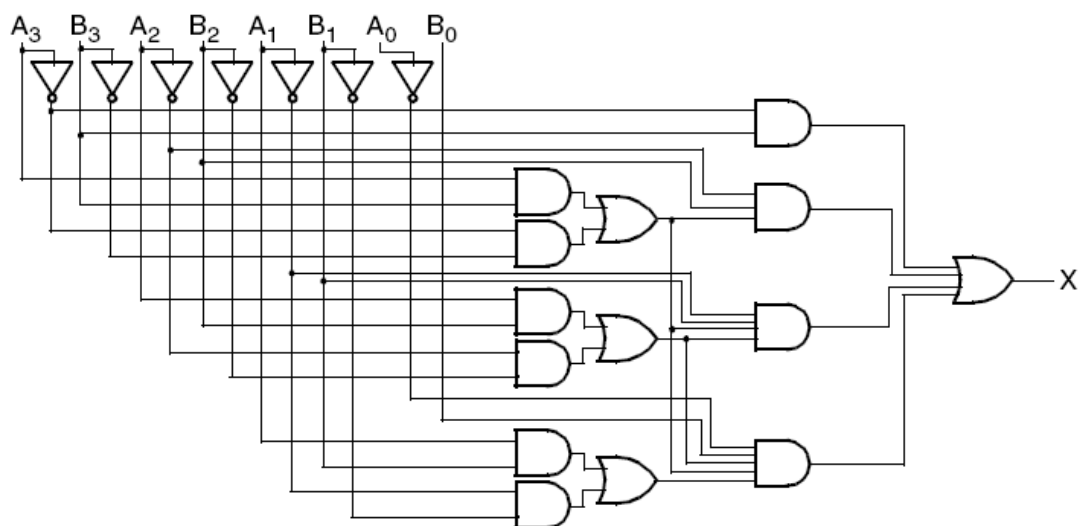 A₃ B₃ A₂ B₂ A₁ B₁ A₀ B₀
X